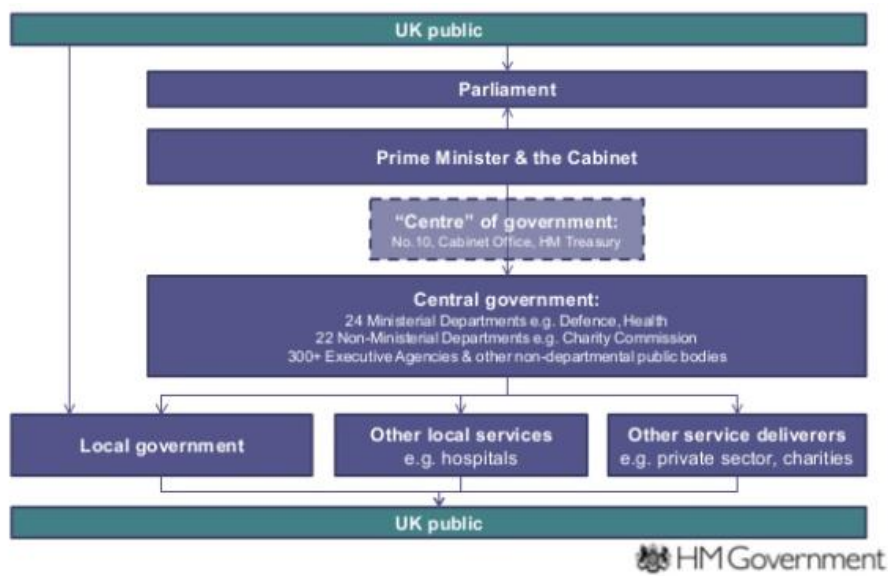 UK public
Parliament
Prime Minister & the Cabinet
"Centre" of government:
No.10, Cabinet Office, HM Treasury
Central government:
24 Ministerial Departments e.g. Defence, Health
22 Non-Ministerial Departments e.g. Charity Commission
300+ Executive Agencies & other non-departmental public bodies
Local government
Other local services
e.g. hospitals
Other service deliverers
e.g. private sector, charities
UK public
HM Government